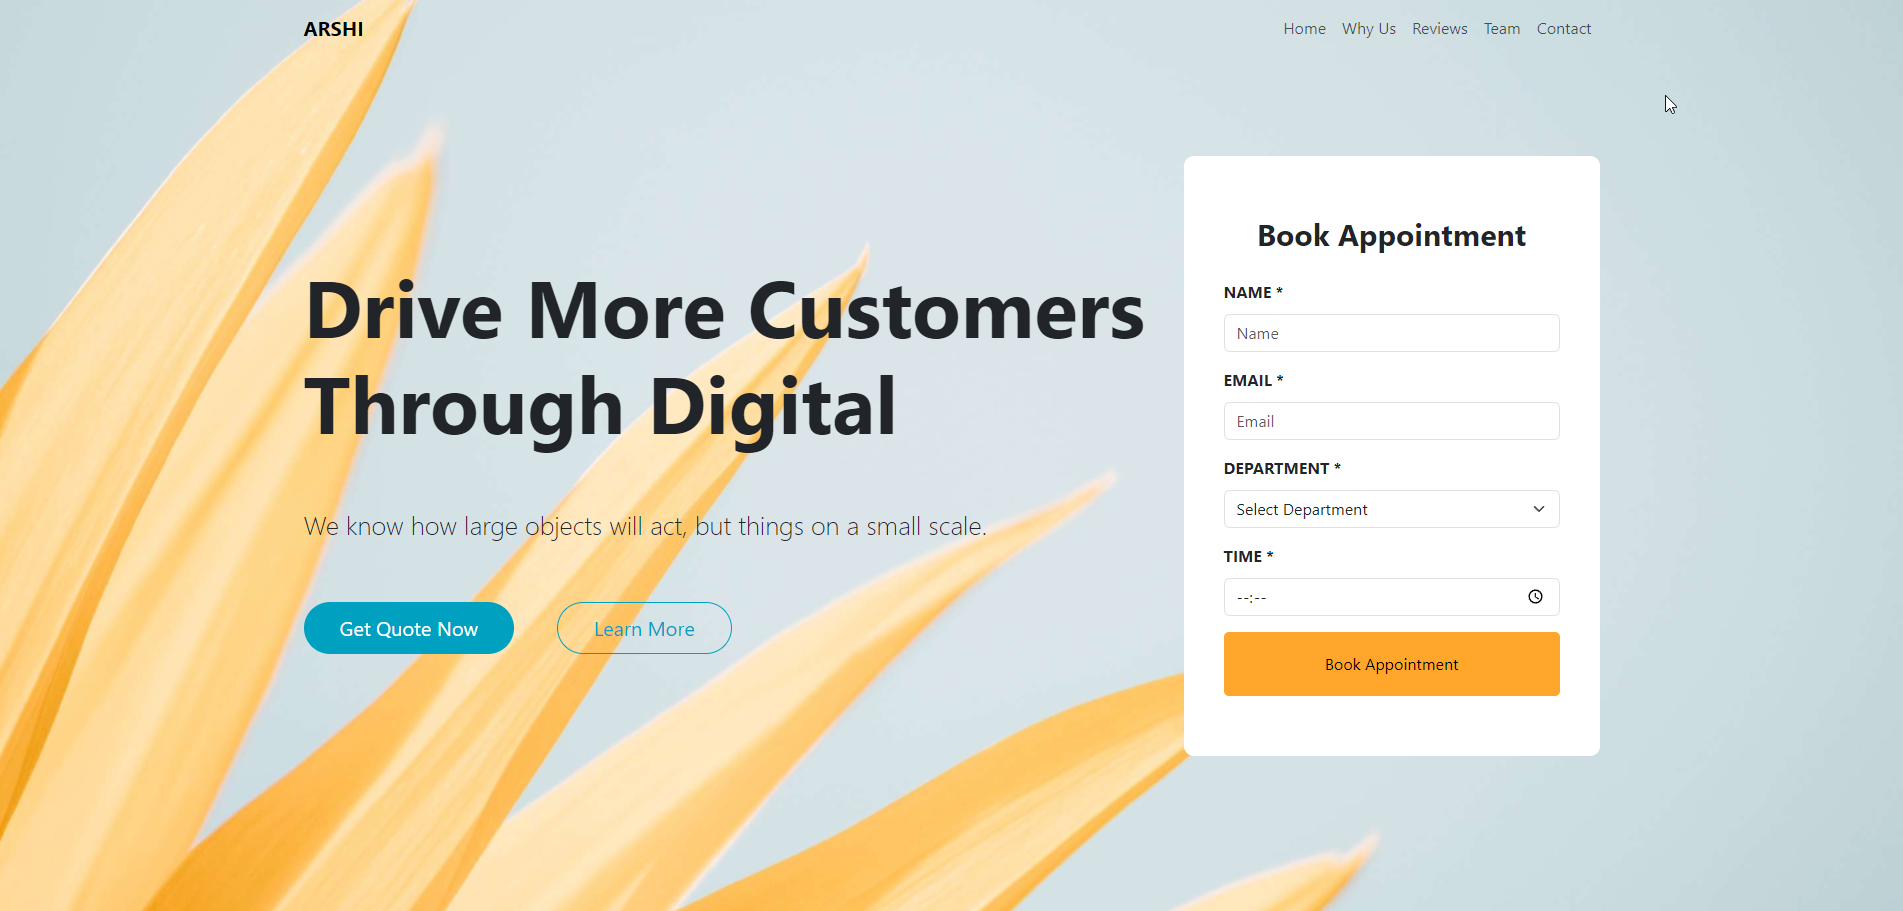 ARSHI
Home Why Us Reviews Team Contact
Drive More Customers
Through Digital
We know how large objects will act, but things on a small scale.
Get Quote Now
Learn More
Book Appointment
NAME *
Name
EMAIL *
Email
DEPARTMENT *
Select Department
TIME *
--:--
Book Appointment